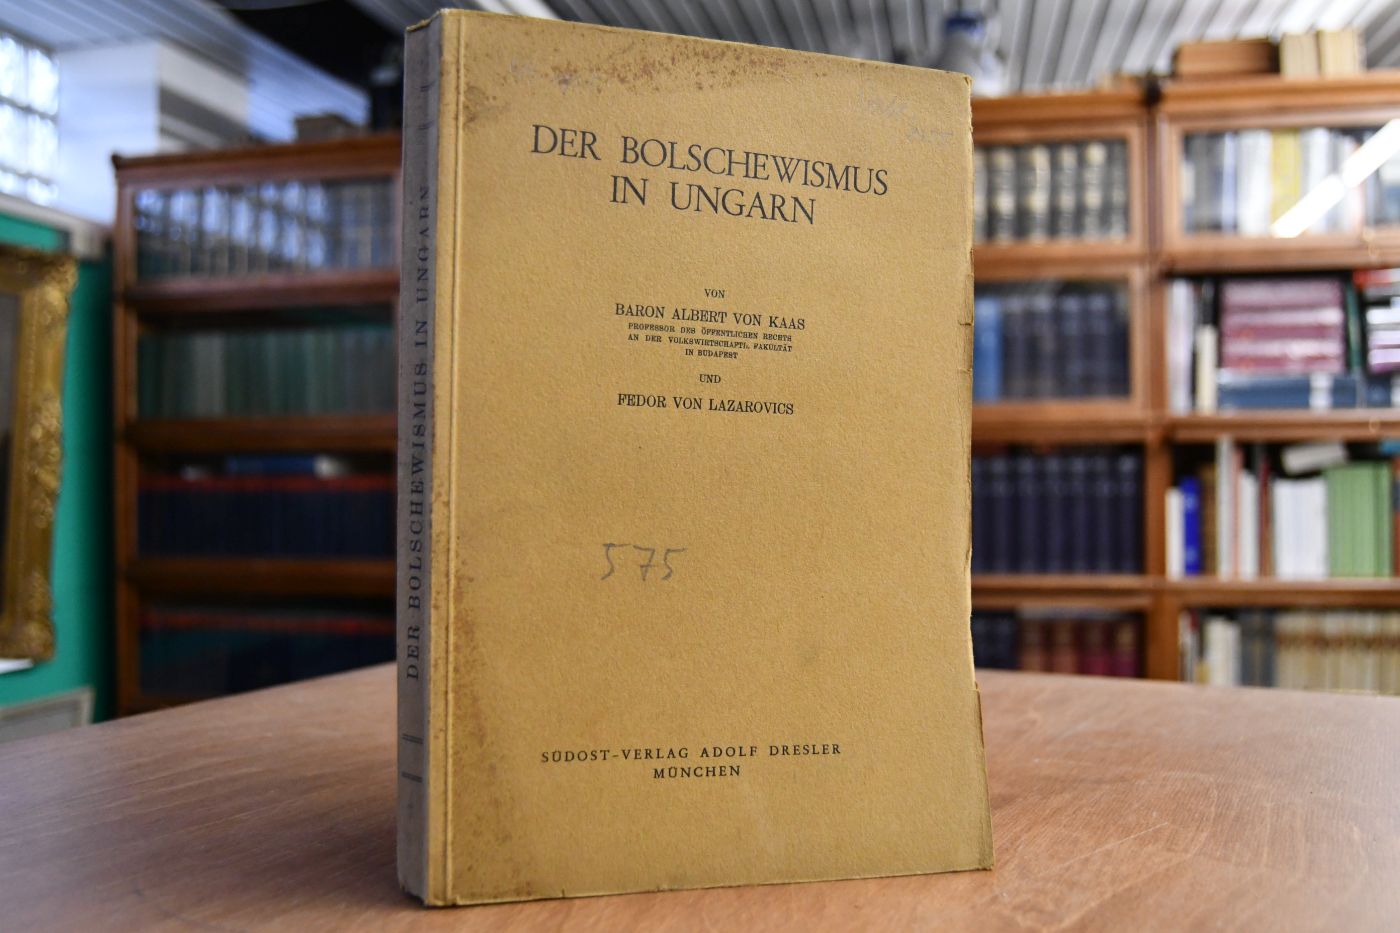 DER BOLSCHEWISMUS
IN UNGARN
VON
BARON ALBERT VON KAAS
PROFESSOR DES ÖFFENTLICHEN RECHTS
AN DER VOLKSWIRTSCHAFTL. FAKULTÄT
IN BUDAPEST
UND
FEDOR VON LAZAROVICS
575
SÜDOST-VERLAG ADOLF DRESLER
MÜNCHEN
DER BOLSCHEWISMUS IN UNGARN